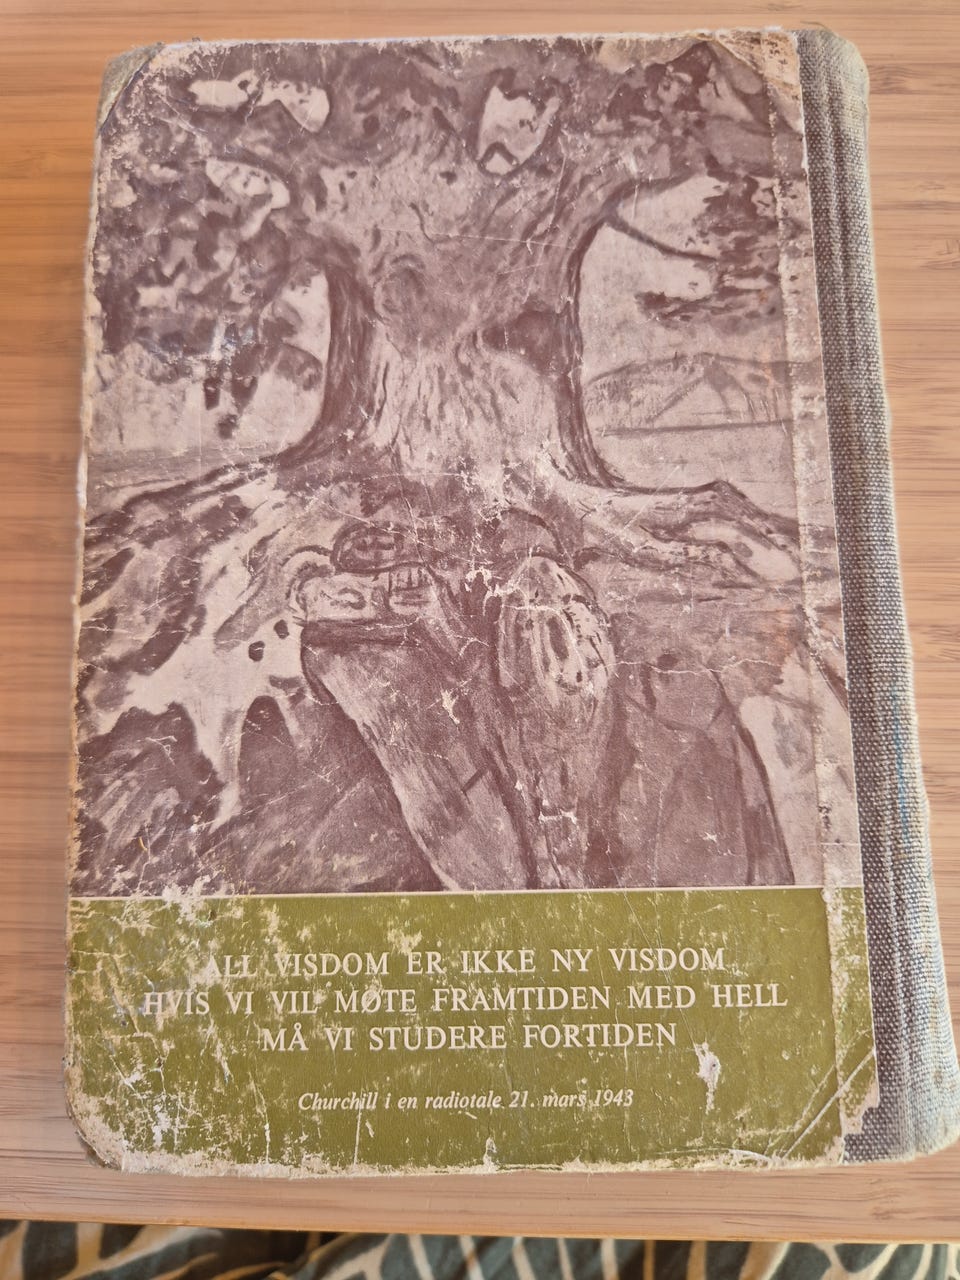 ALL VISDOM ER IKKE NY VISDOM
HVIS VI VIL MØTE FRAMTIDEN MED HELL
MÅ VI STUDERE FORTIDEN
Churchill i en radiotale 21. mars 1943